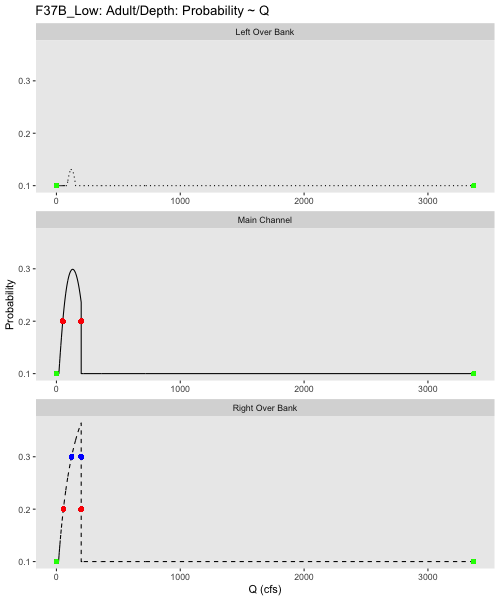 F37B_Low: Adult/Depth: Probability ~ Q
Left Over Bank
0.3
0.2
0.1
0 1000 2000 3000
Main Channel
0.3
0.2
0.1
0 1000 2000 3000
Probability
Right Over Bank
0.3
0.2
0.1
0 1000 2000 3000
Q (cfs)